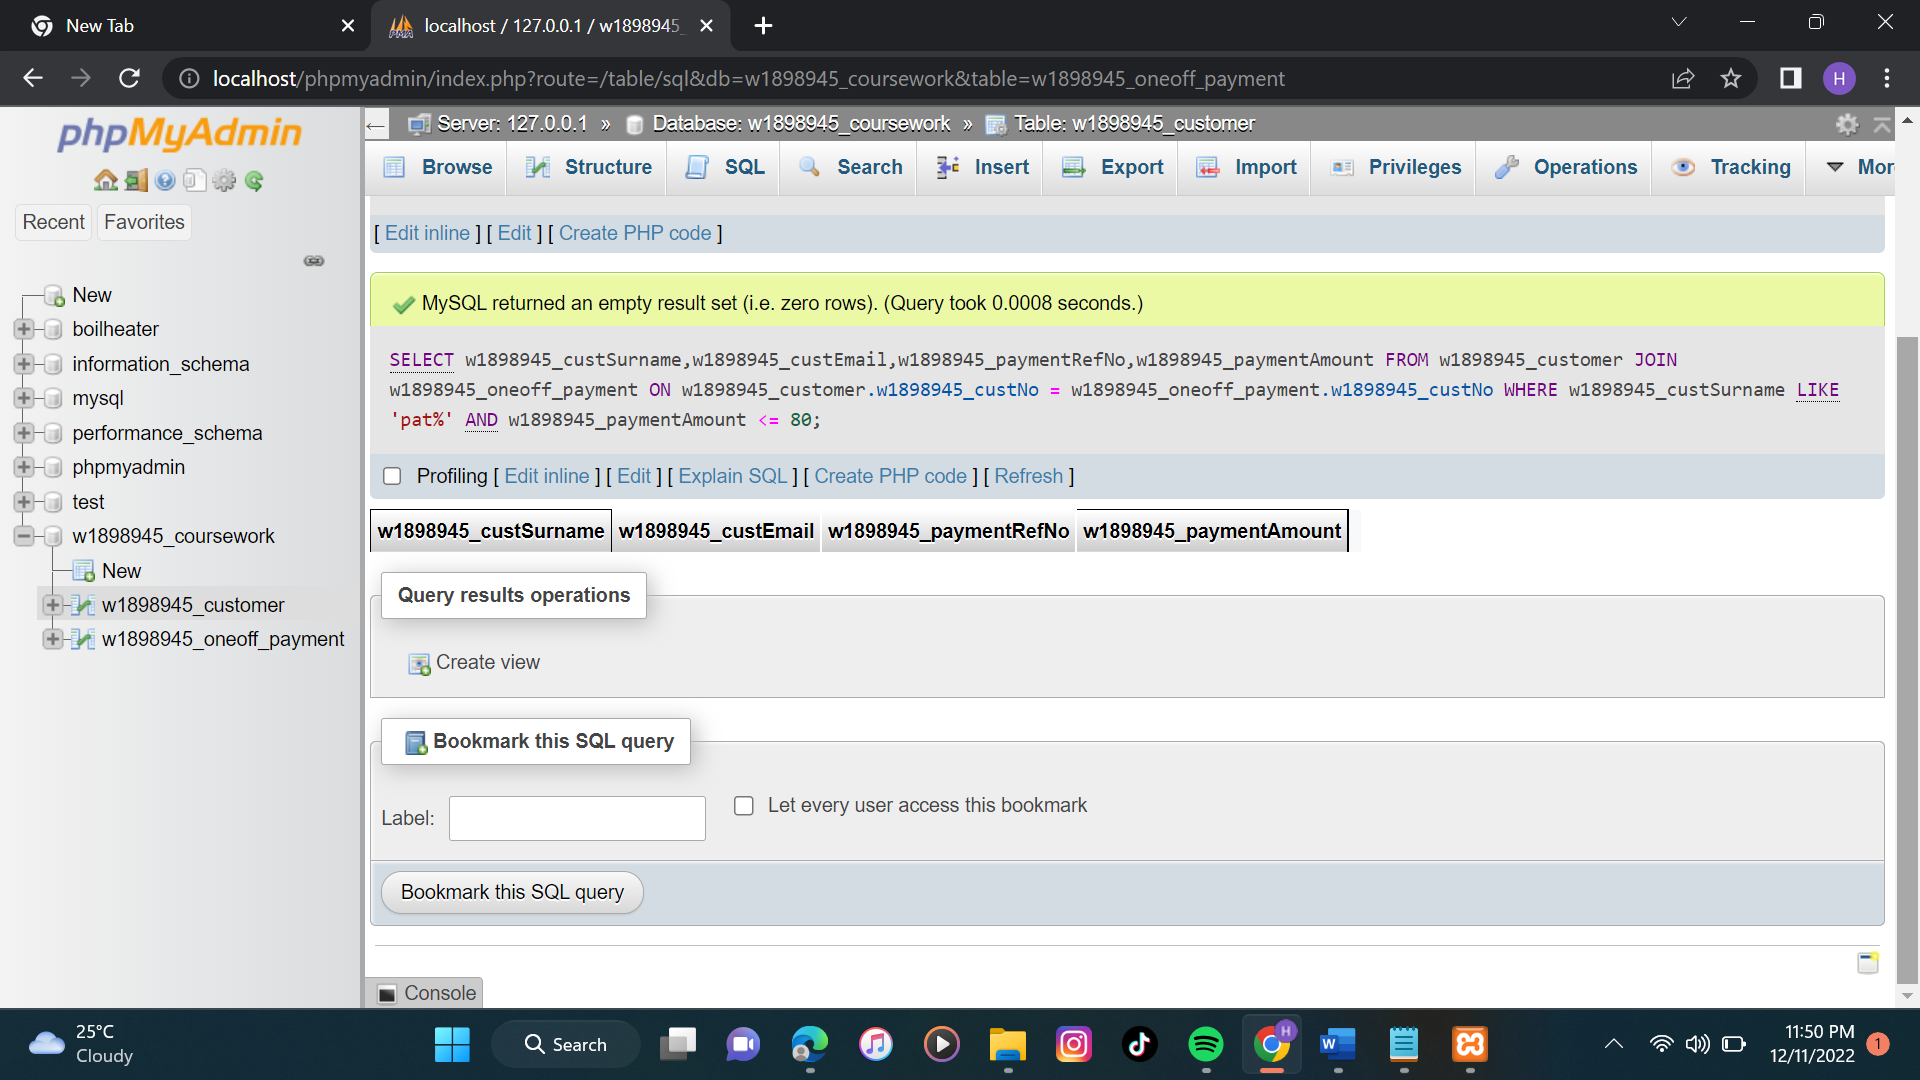 New Tab
localhost / 127.0.0.1 / w1898945_
localhost/phpmyadmin/index.php?route=/table/sql&db=w1898945_coursework&table=w1898945_oneoff_payment
H
phpMyAdmin
Server: 127.0.0.1 » Database: w1898945_coursework » Table: w1898945_customer
Browse Structure SQL Search Insert Export Import Privileges Operations Tracking Mor
Recent Favorites
New
boilheater
information_schema
mysql
performance_schema
phpmyadmin
test
w1898945_coursework
New
w1898945_customer
w1898945_oneoff_payment
[ Edit inline ] [ Edit ] [ Create PHP code ]
MySQL returned an empty result set (i.e. zero rows). (Query took 0.0008 seconds.)
SELECT w1898945_custSurname,w1898945_custEmail,w1898945_paymentRefNo,w1898945_paymentAmount FROM w1898945_customer JOIN
w1898945_oneoff_payment ON w1898945_customer.w1898945_custNo = w1898945_oneoff_payment.w1898945_custNo WHERE w1898945_custSurname LIKE
'pat%' AND w1898945_paymentAmount <= 80;
Profiling [ Edit inline ] [ Edit ] [ Explain SQL ] [ Create PHP code ] [ Refresh ]
w1898945_custSurname w1898945_custEmail w1898945_paymentRefNo w1898945_paymentAmount
Query results operations
Create view
Bookmark this SQL query
Label:
Let every user access this bookmark
Bookmark this SQL query
Console
25°C
Cloudy
Search
H
11:50 PM
12/11/2022
1